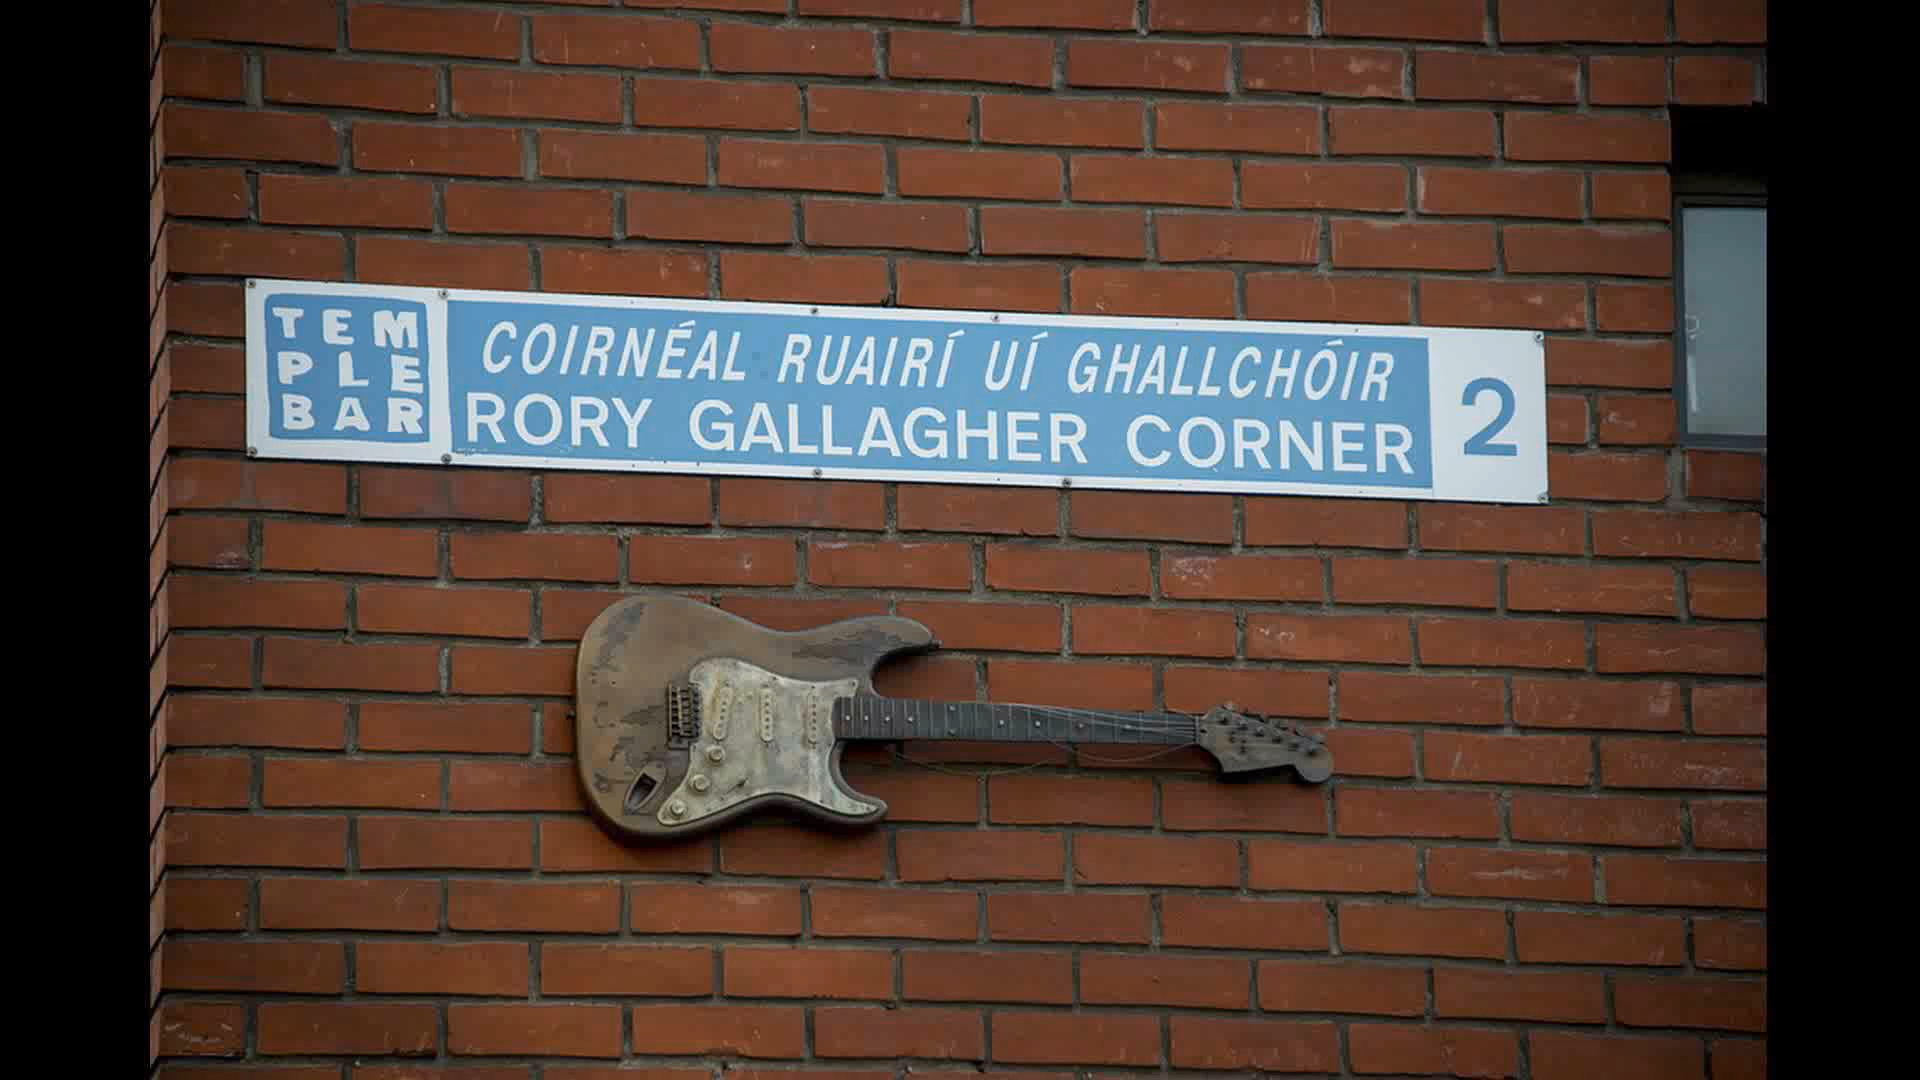 TEM
PLE
BAR
COIRNÉAL RUAIRÍ UÍ GHALLCHÓIR
RORY GALLAGHER CORNER
2